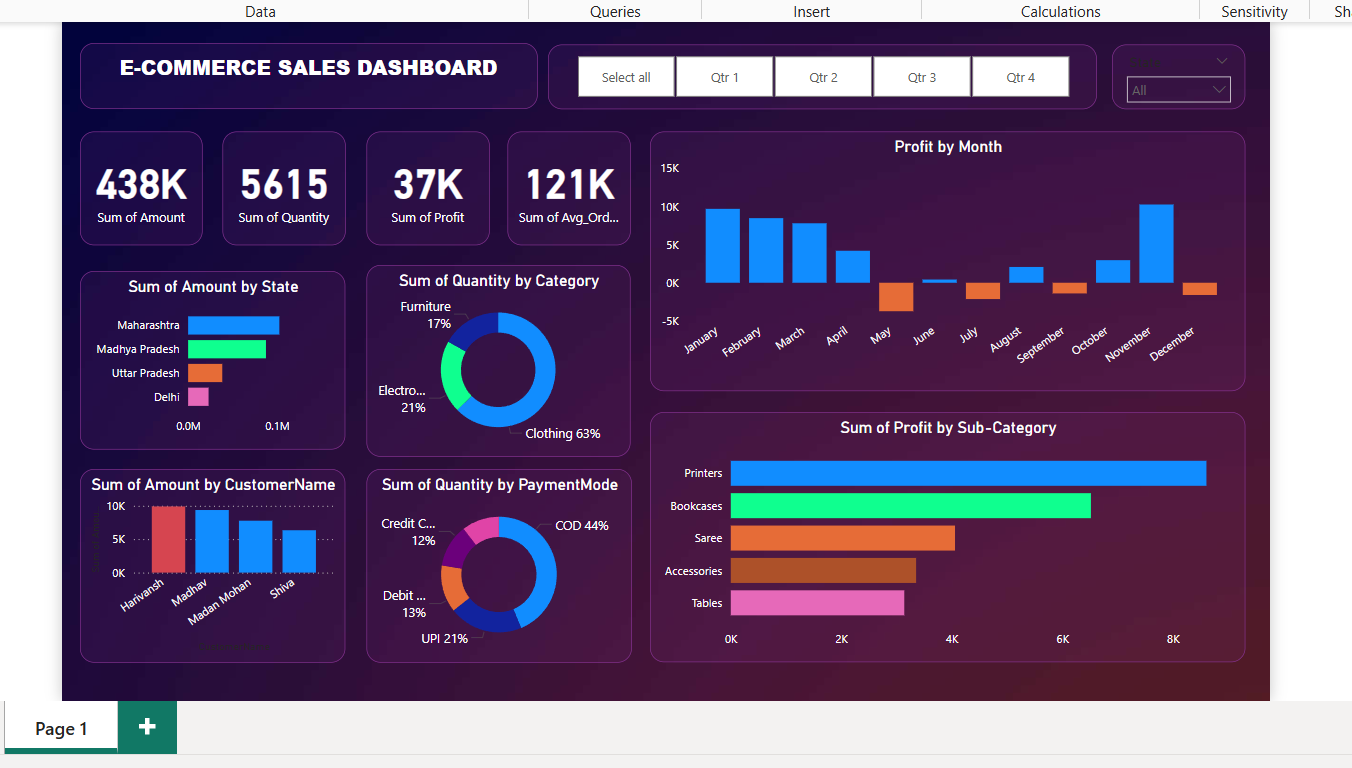 Data
Queries
Insert
Calculations
Sensitivity
E-COMMERCE SALES DASHBOARD
Select all
Qtr 1
Qtr 2
Qtr 3
Qtr 4
All
438K
Sum of Amount
5615
Sum of Quantity
37K
Sum of Profit
121K
Sum of Avg_Ord...
Profit by Month
15K
10K
5K
0K
-5K
January
February
March
April
May
June
July
August
September
October
November
December
Sum of Amount by State
Maharashtra
Madhya Pradesh
Uttar Pradesh
Delhi
0.0M
0.1M
Sum of Quantity by Category
Furniture
17%
Electro...
21%
Clothing 63%
Sum of Profit by Sub-Category
Printers
Bookcases
Saree
Accessories
Tables
0K
2K
4K
6K
8K
Sum of Amount by CustomerName
10K
5K
0K
Harivansh
Madhav
Madan Mohan
Shiva
Sum of Quantity by PaymentMode
Credit C...
12%
COD 44%
Debit ...
13%
UPI 21%
Page 1